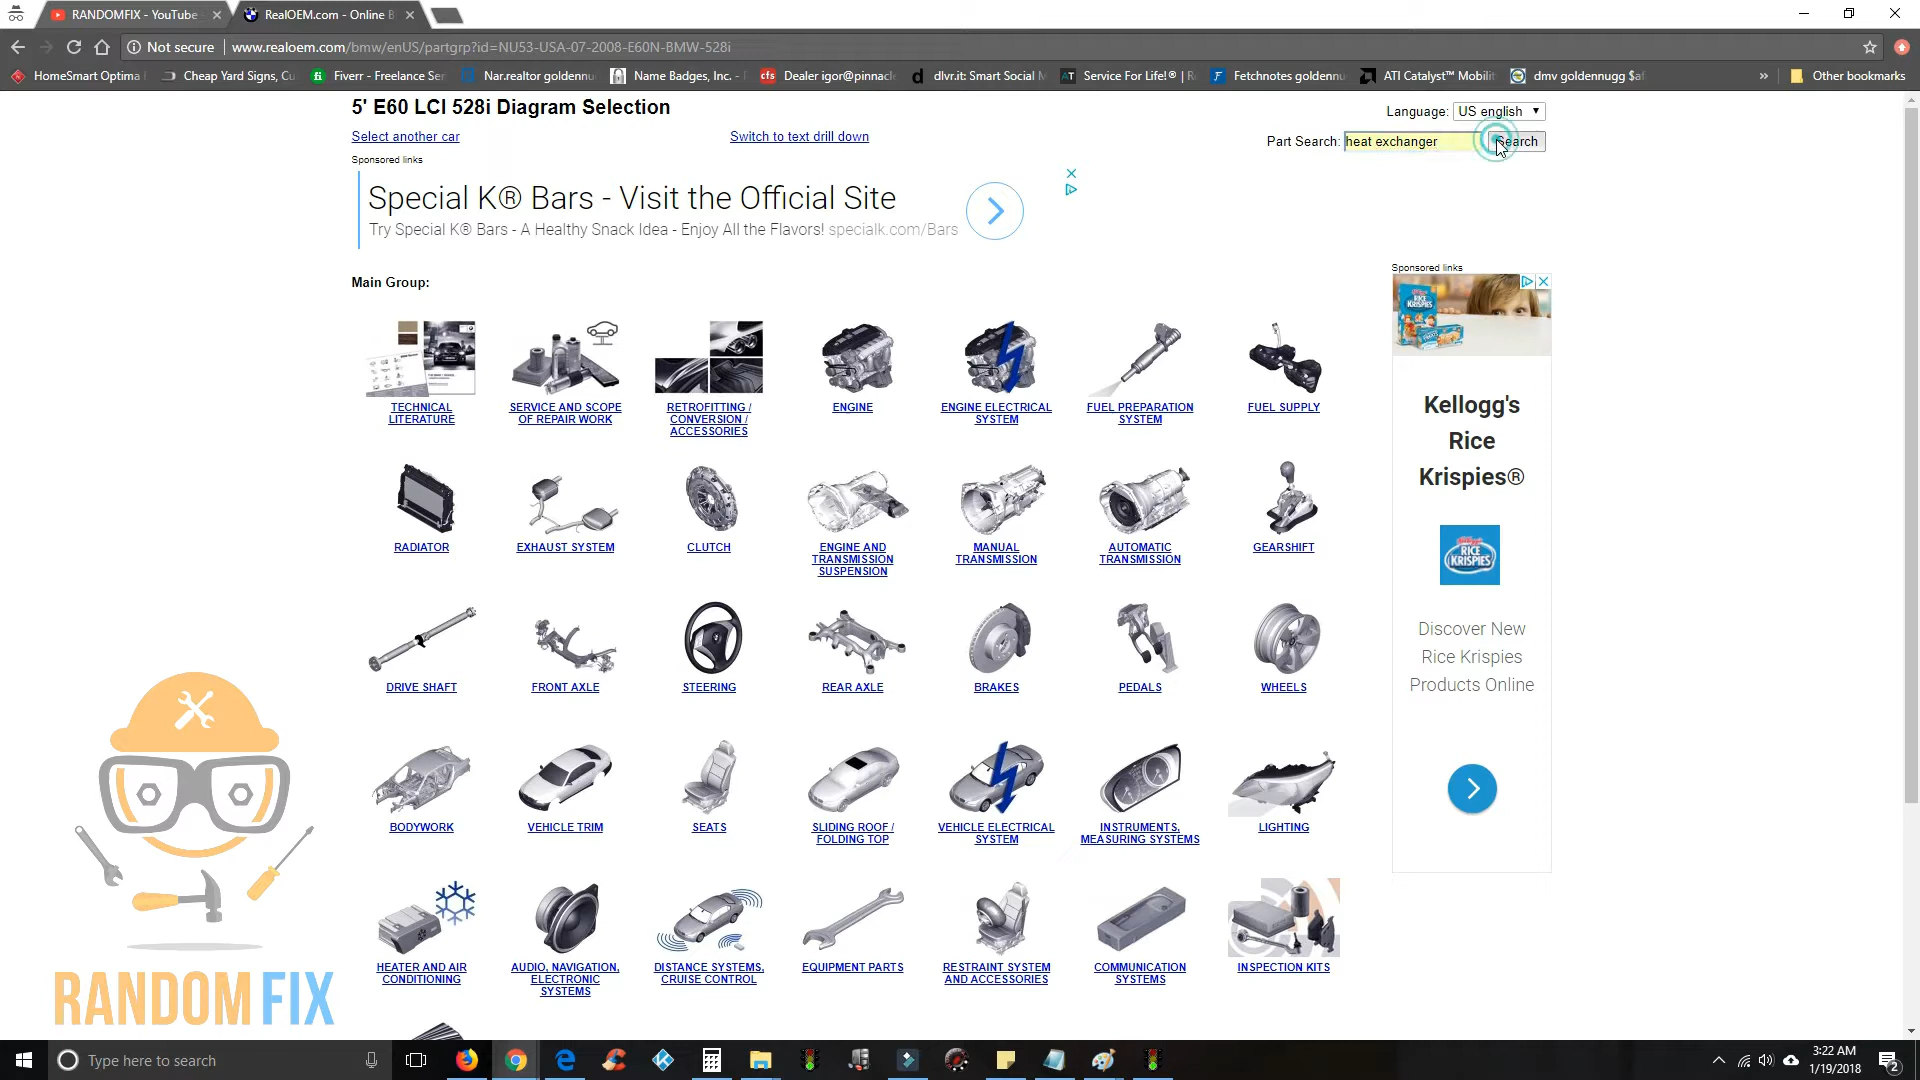 RANDOMFIX - YouTube
RealOEM.com - Online B
Not secure
www.realoem.com/bmw/enUS/partgrp?id=NU53-USA-07-2008-E60N-BMW-528i
HomeSmart Optima
Cheap Yard Signs, Cu
Fiverr - Freelance Ser
Nar.realtor goldennu
Name Badges, Inc. -
cfs
Dealer igor@pinnacl
dlvr.it: Smart Social M
AT
Service For Life!® | R
Fetchnotes goldennu
ATI Catalyst™ Mobilit
dmv goldennugg $af
»
Other bookmarks
5' E60 LCI 528i Diagram Selection
Language:
US english
Select another car
Switch to text drill down
Part Search:
heat exchanger
Search
Sponsored links
Special K® Bars - Visit the Official Site
Try Special K® Bars - A Healthy Snack Idea - Enjoy All the Flavors! specialk.com/Bars
Main Group:
Sponsored links
TECHNICAL
LITERATURE
SERVICE AND SCOPE
OF REPAIR WORK
RETROFITTING /
CONVERSION /
ACCESSORIES
ENGINE
ENGINE ELECTRICAL
SYSTEM
FUEL PREPARATION
SYSTEM
FUEL SUPPLY
RADIATOR
EXHAUST SYSTEM
CLUTCH
ENGINE AND
TRANSMISSION
SUSPENSION
MANUAL
TRANSMISSION
AUTOMATIC
TRANSMISSION
GEARSHIFT
DRIVE SHAFT
FRONT AXLE
STEERING
REAR AXLE
BRAKES
PEDALS
WHEELS
BODYWORK
VEHICLE TRIM
SEATS
SLIDING ROOF /
FOLDING TOP
VEHICLE ELECTRICAL
SYSTEM
INSTRUMENTS,
MEASURING SYSTEMS
LIGHTING
HEATER AND AIR
CONDITIONING
AUDIO, NAVIGATION,
ELECTRONIC
SYSTEMS
DISTANCE SYSTEMS,
CRUISE CONTROL
EQUIPMENT PARTS
RESTRAINT SYSTEM
AND ACCESSORIES
COMMUNICATION
SYSTEMS
INSPECTION KITS
RICE
KRISPIES
Kellogg's
Rice
Krispies®
RICE
KRISPIES
Discover New
Rice Krispies
Products Online
RANDOMFIX
Type here to search
3:22 AM
1/19/2018
2